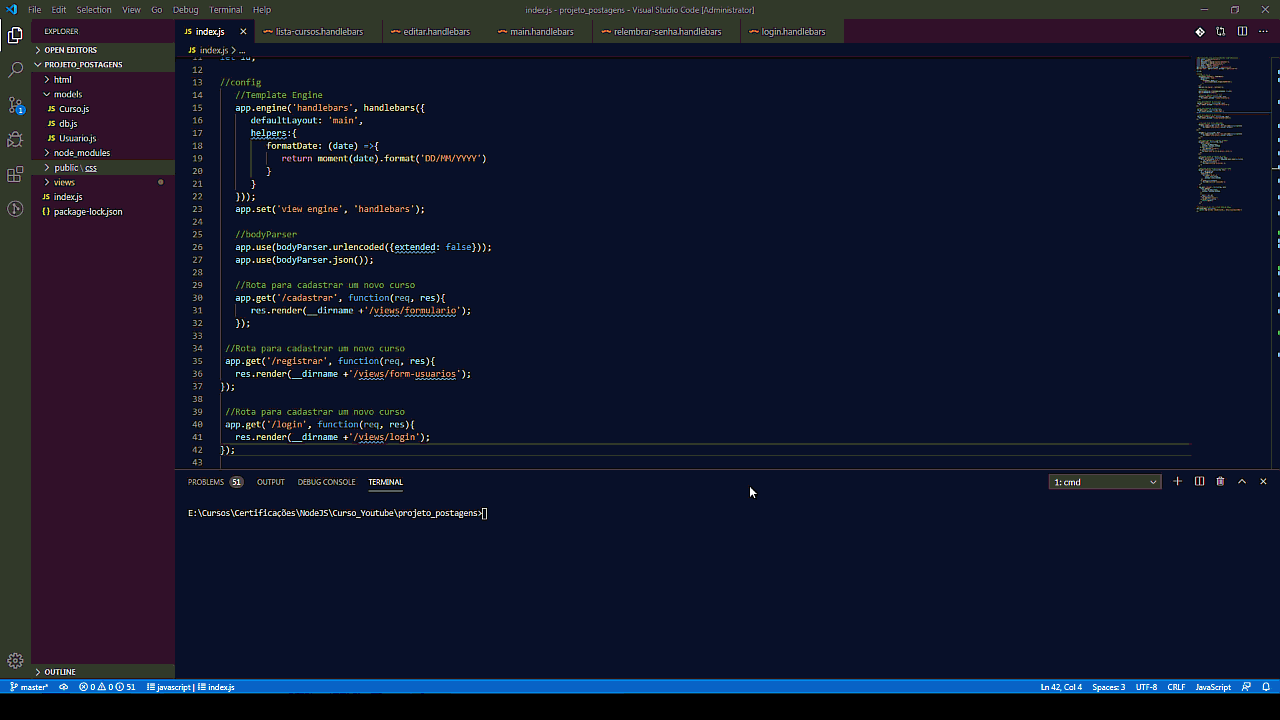 File Edit Selection View Go Debug Terminal Help
index.js - projeto_postagens - Visual Studio Code [Administrator]
EXPLORER
OPEN EDITORS
PROJETO_POSTAGENS
html
models
Curso.js
db.js
Usuario.js
node_modules
public \ css
views
index.js
package-lock.json
OUTLINE
index.js
lista-cursos.handlebars
editar.handlebars
main.handlebars
relembrar-senha.handlebars
login.handlebars
JS index.js > ...
12
13 //config
14 //Template Engine
15 app.engine('handlebars', handlebars({
16 defaultLayout: 'main',
17 helpers:{
18 formatDate: (date) =>{
19 return moment(date).format('DD/MM/YYYY')
20 }
21 }
22 }));
23 app.set('view engine', 'handlebars');
24
25 //bodyParser
26 app.use(bodyParser.urlencoded({extended: false}));
27 app.use(bodyParser.json());
28
29 //Rota para cadastrar um novo curso
30 app.get('/cadastrar', function(req, res){
31 res.render(__dirname +'/views/formulario');
32 });
33
34 //Rota para cadastrar um novo curso
35 app.get('/registrar', function(req, res){
36 res.render(__dirname +'/views/form-usuarios');
37 });
38
39 //Rota para cadastrar um novo curso
40 app.get('/login', function(req, res){
41 res.render(__dirname +'/views/login');
42 });
43
PROBLEMS 51 OUTPUT DEBUG CONSOLE TERMINAL
1: cmd
E:\Cursos\Certificações\NodeJS\Curso_Youtube\projeto_postagens>
master* 0 0 51 javascript | index.js
Ln 42, Col 4 Spaces: 3 UTF-8 CRLF JavaScript